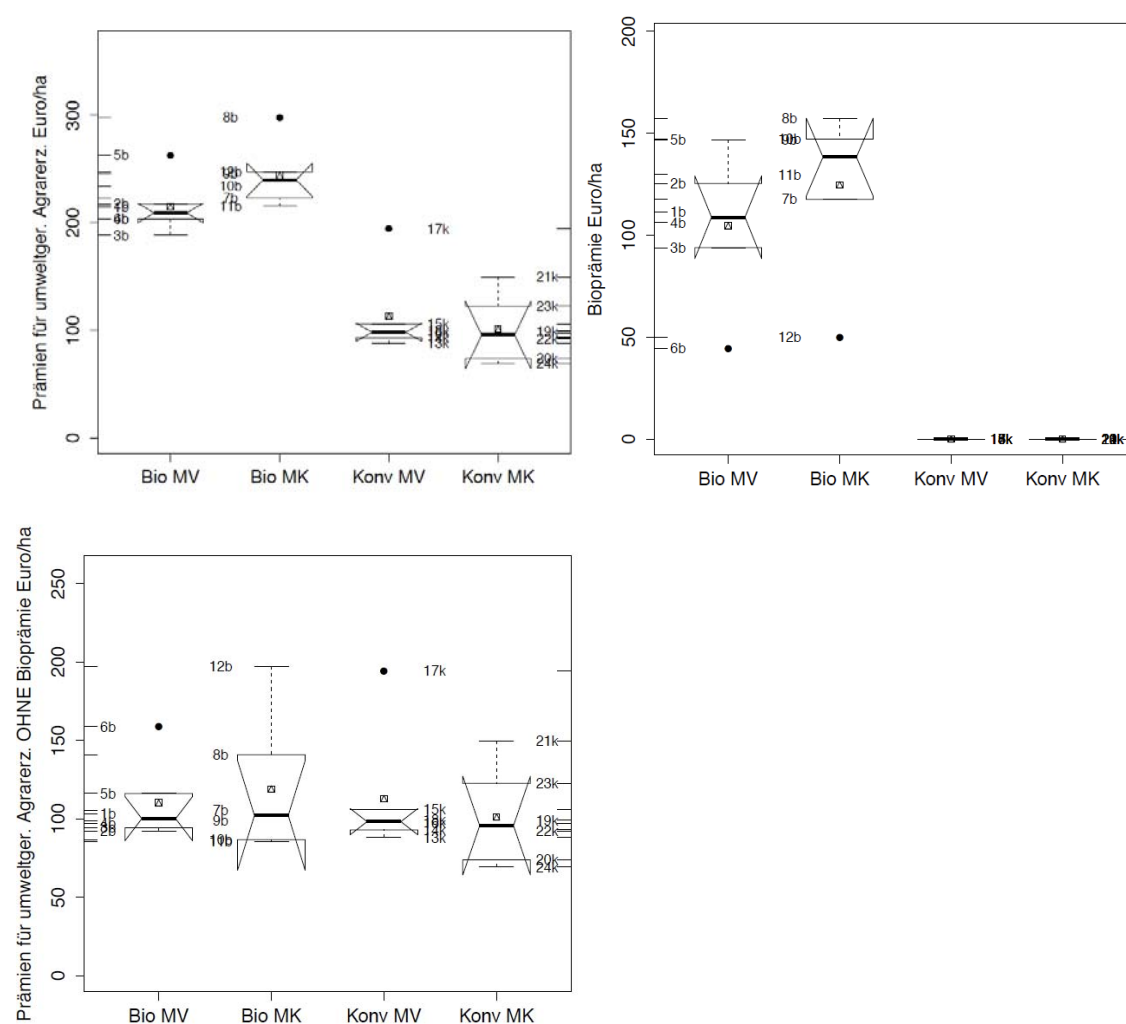 Prämien für umweltger. Agrarerz. Euro/ha
300
200
100
0
5b
3b
8b
10b
7b
11b
17k
15k
13k
21k
23k
19k
22k
20k
24k
Bio MV
Bio MK
Konv MV
Konv MK
Bioprämie Euro/ha
200
150
100
50
0
5b
2b
1b
4b
3b
6b
8b
11b
7b
12b
Bio MV
Bio MK
Konv MV
Konv MK
Prämien für umweltger. Agrarerz. OHNE Bioprämie Euro/ha
250
200
150
100
50
0
6b
5b
1b
2b
12b
8b
7b
9b
10b
11b
17k
15k
14k
13k
21k
23k
19k
22k
20k
24k
Bio MV
Bio MK
Konv MV
Konv MK